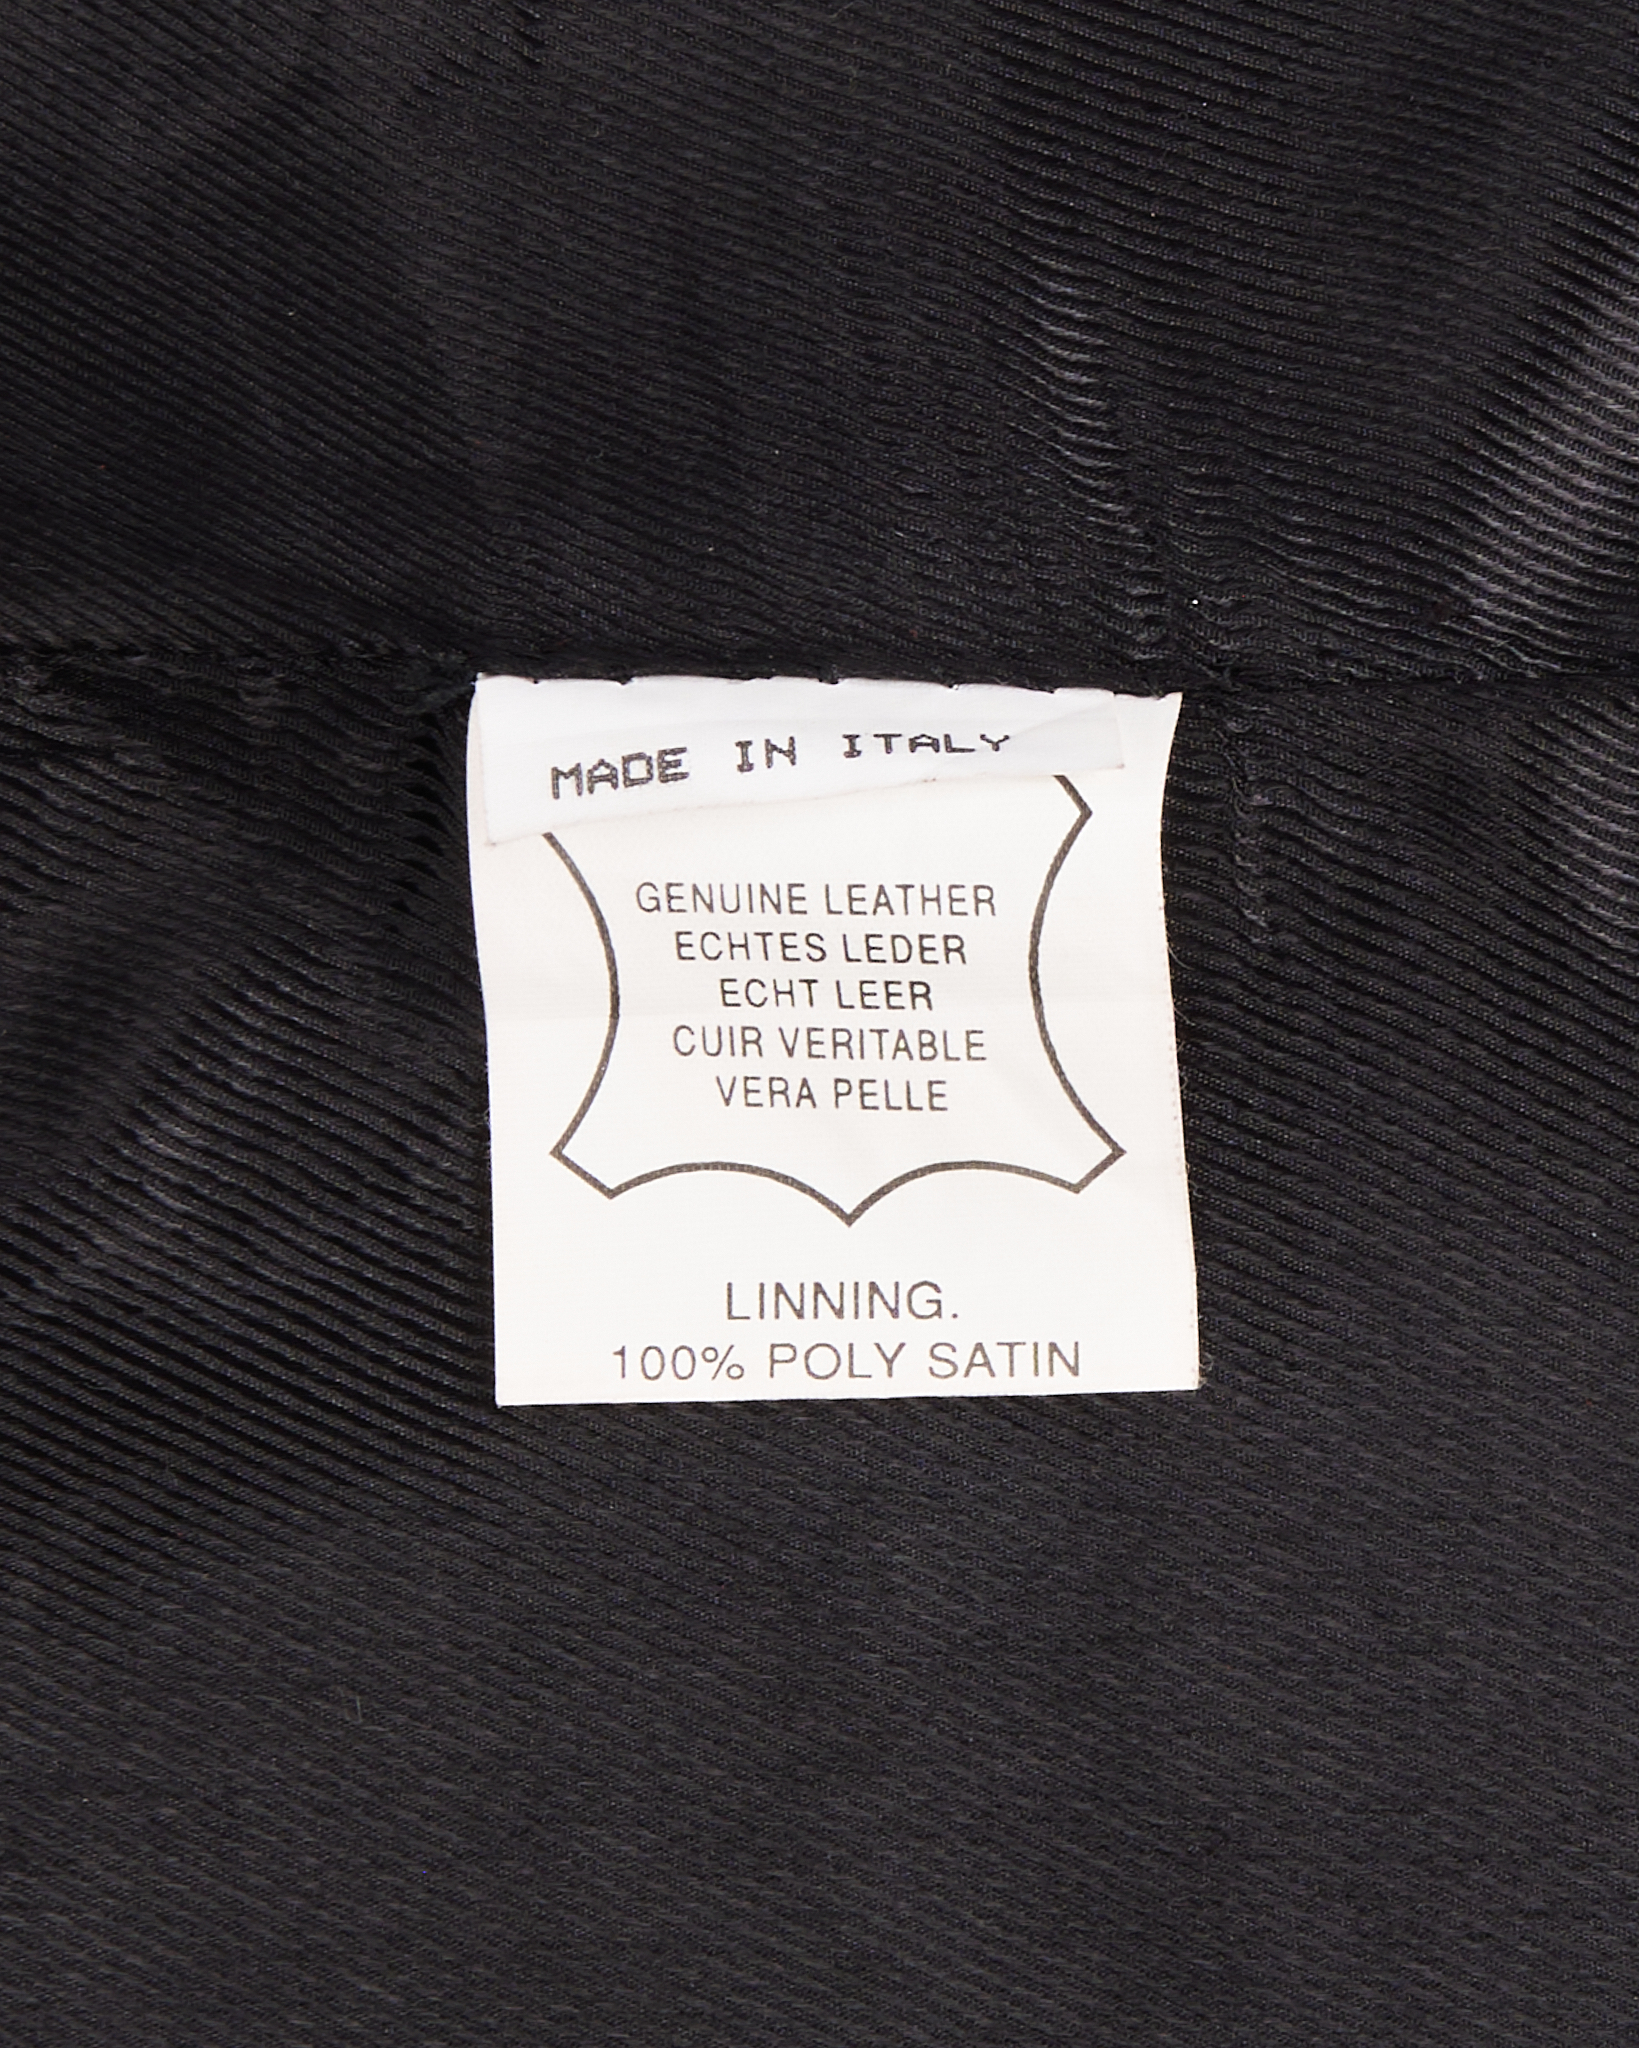 MADE IN ITALY
GENUINE LEATHER
ECHTES LEDER
ECHT LEER
CUIR VERITABLE
VERA PELLE
LINNING.
100% POLY SATIN